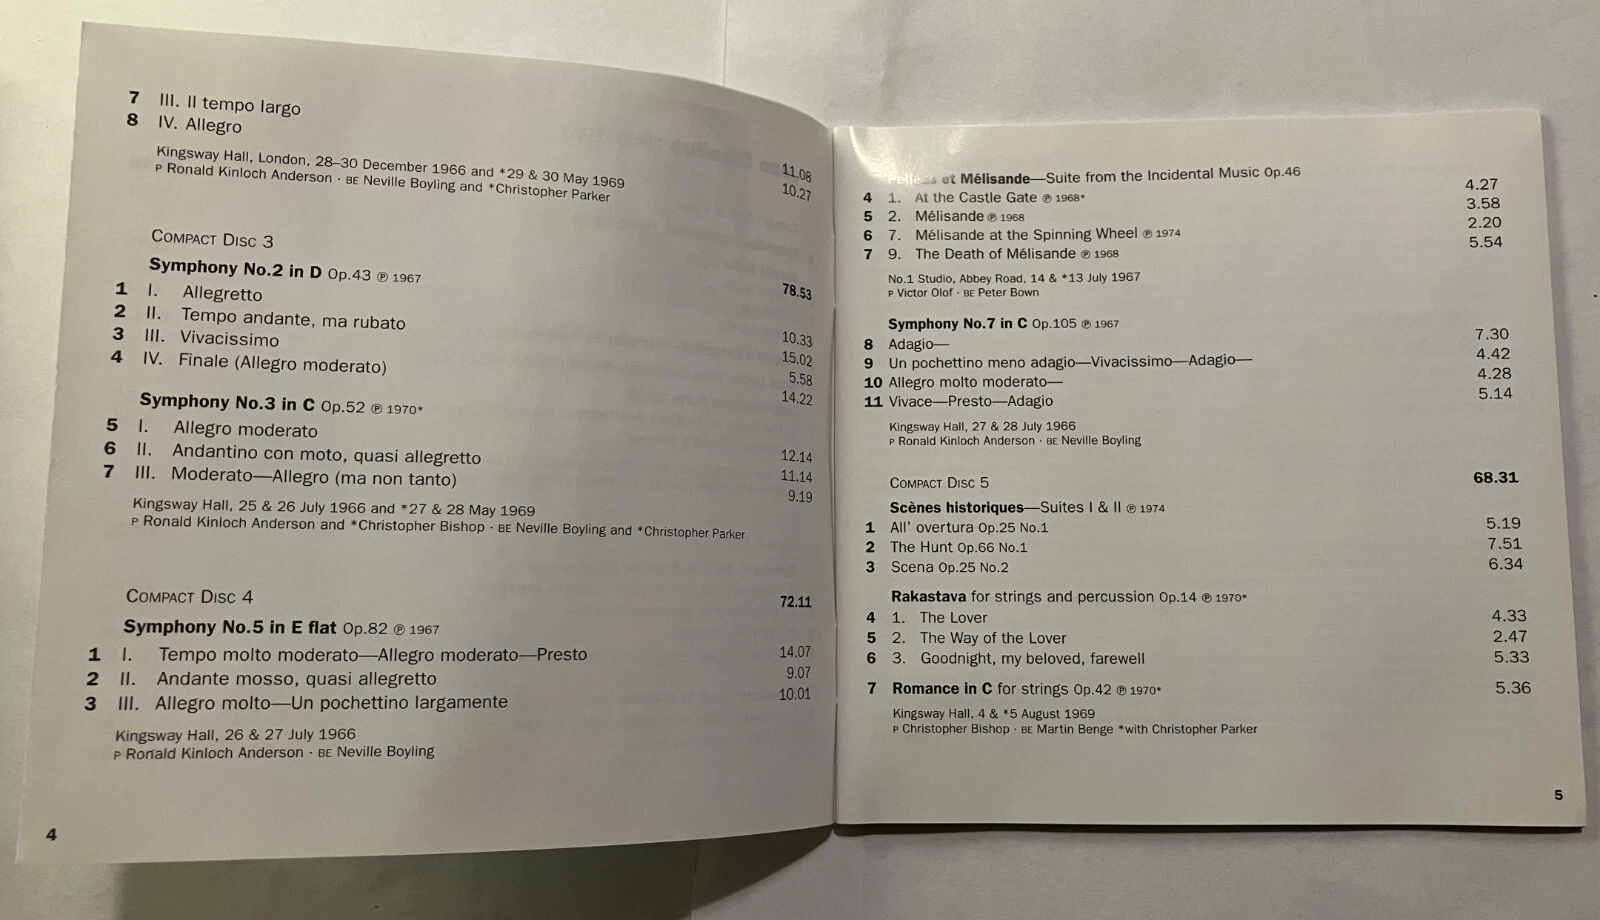 7 III. Il tempo largo 11.08
8 IV. Allegro 10.27
Kingsway Hall, London, 28–30 December 1966 and *29 & 30 May 1969
P Ronald Kinloch Anderson · BE Neville Boyling and *Christopher Parker
COMPACT DISC 3 78.53
Symphony No.2 in D Op.43 ℗ 1967
1 I. Allegretto 10.33
2 II. Tempo andante, ma rubato 15.02
3 III. Vivacissimo 5.58
4 IV. Finale (Allegro moderato) 14.22
Symphony No.3 in C Op.52 ℗ 1970*
5 I. Allegro moderato 12.14
6 II. Andantino con moto, quasi allegretto 11.14
7 III. Moderato—Allegro (ma non tanto) 9.19
Kingsway Hall, 25 & 26 July 1966 and *27 & 28 May 1969
P Ronald Kinloch Anderson and *Christopher Bishop · BE Neville Boyling and *Christopher Parker
COMPACT DISC 4 72.11
Symphony No.5 in E flat Op.82 ℗ 1967
1 I. Tempo molto moderato—Allegro moderato—Presto 14.07
2 II. Andante mosso, quasi allegretto 9.07
3 III. Allegro molto—Un pochettino largamente 10.01
Kingsway Hall, 26 & 27 July 1966
P Ronald Kinloch Anderson · BE Neville Boyling
4
Pelléas et Mélisande—Suite from the Incidental Music Op.46
4 1. At the Castle Gate ℗ 1968* 4.27
5 2. Mélisande ℗ 1968 3.58
6 7. Mélisande at the Spinning Wheel ℗ 1974 2.20
7 9. The Death of Mélisande ℗ 1968 5.54
No.1 Studio, Abbey Road, 14 & *13 July 1967
P Victor Olof · BE Peter Bown
Symphony No.7 in C Op.105 ℗ 1967
8 Adagio— 7.30
9 Un pochettino meno adagio—Vivacissimo—Adagio— 4.42
10 Allegro molto moderato— 4.28
11 Vivace—Presto—Adagio 5.14
Kingsway Hall, 27 & 28 July 1966
P Ronald Kinloch Anderson · BE Neville Boyling
COMPACT DISC 5 68.31
Scènes historiques—Suites I & II ℗ 1974
1 All' overtura Op.25 No.1 5.19
2 The Hunt Op.66 No.1 7.51
3 Scena Op.25 No.2 6.34
Rakastava for strings and percussion Op.14 ℗ 1970*
4 1. The Lover 4.33
5 2. The Way of the Lover 2.47
6 3. Goodnight, my beloved, farewell 5.33
7 Romance in C for strings Op.42 ℗ 1970* 5.36
Kingsway Hall, 4 & *5 August 1969
P Christopher Bishop · BE Martin Benge *with Christopher Parker
5